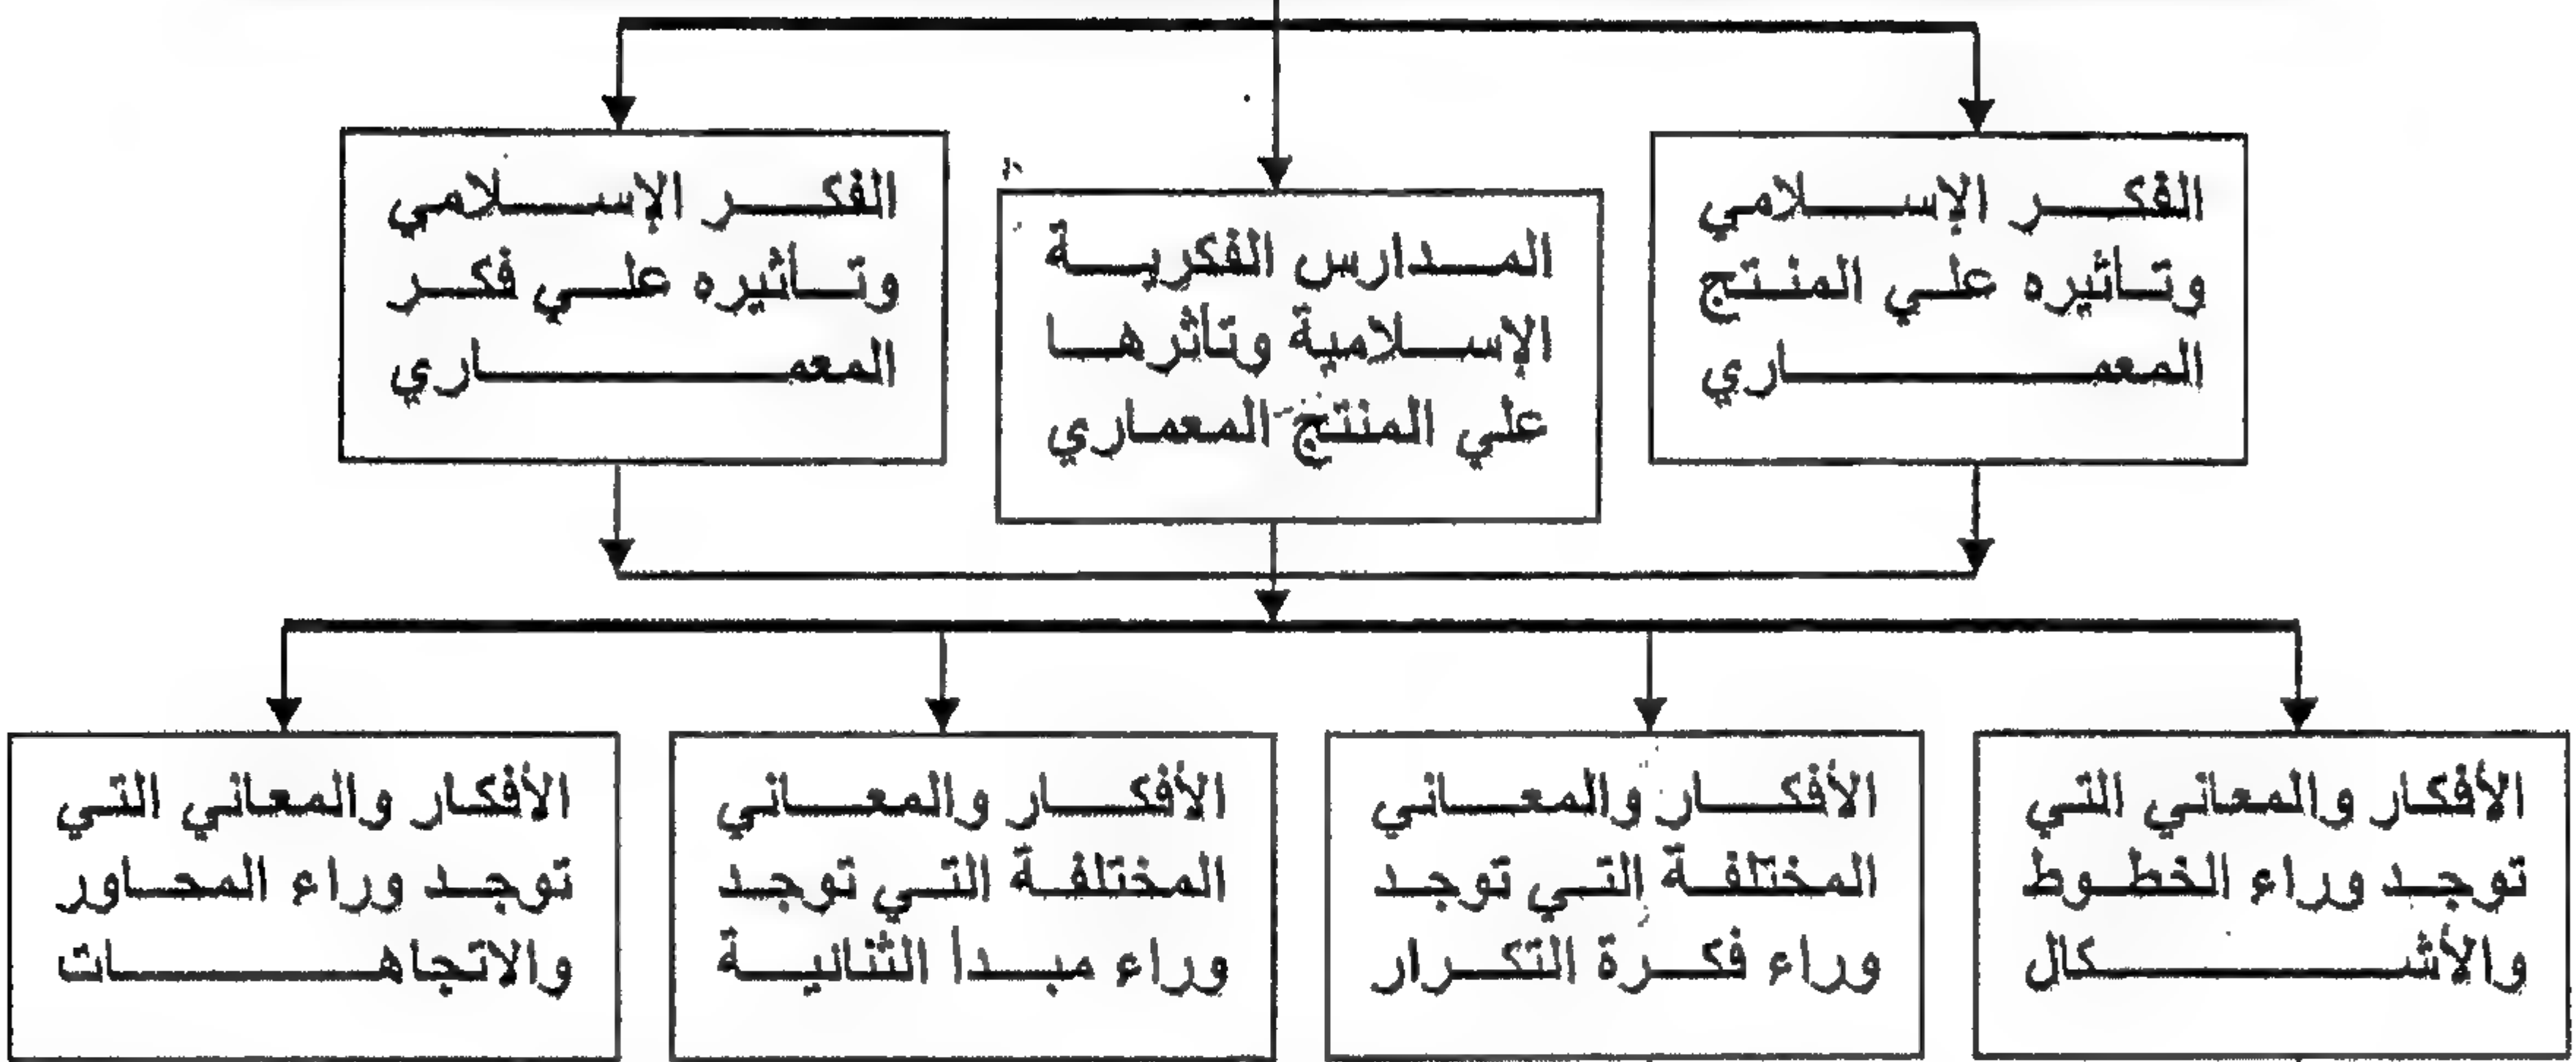 الفكر الإسلامي
وتأثيره علي المنتج
المعماري
المدارس الفكرية
الإسلامية وتأثرها
علي المنتج المعماري
الفكر الإسلامي
وتأثيره علي فكر
المعماري
الأفكار والمعاني التي
توجد وراء الخطوط
والأشكال
الأفكار والمعاني
المختلفة التي توجد
وراء فكرة التكرار
الأفكار والمعاني
المختلفة التي توجد
وراء مبدأ الثنائية
الأفكار والمعاني التي
توجد وراء المحاور
والاتجاهات